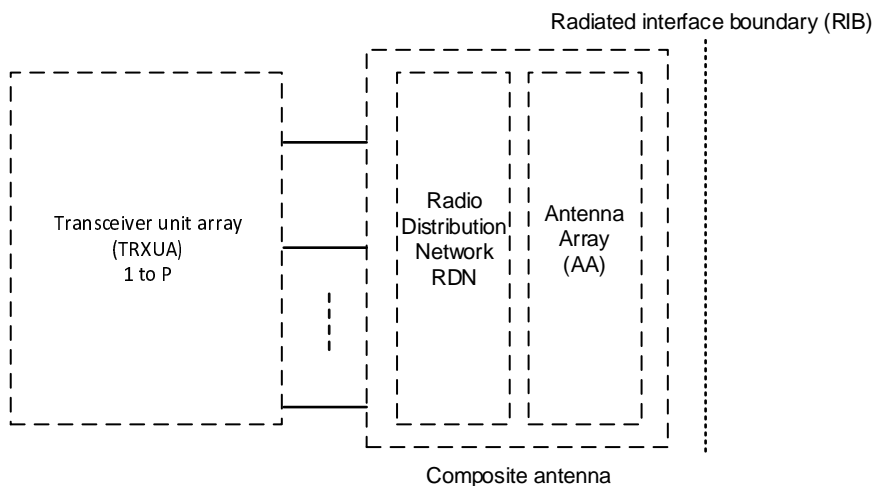 Radiated interface boundary (RIB)
Transceiver unit array
(TRXUA)
1 to P
Radio
Distribution
Network
RDN
Antenna
Array
(AA)
Composite antenna